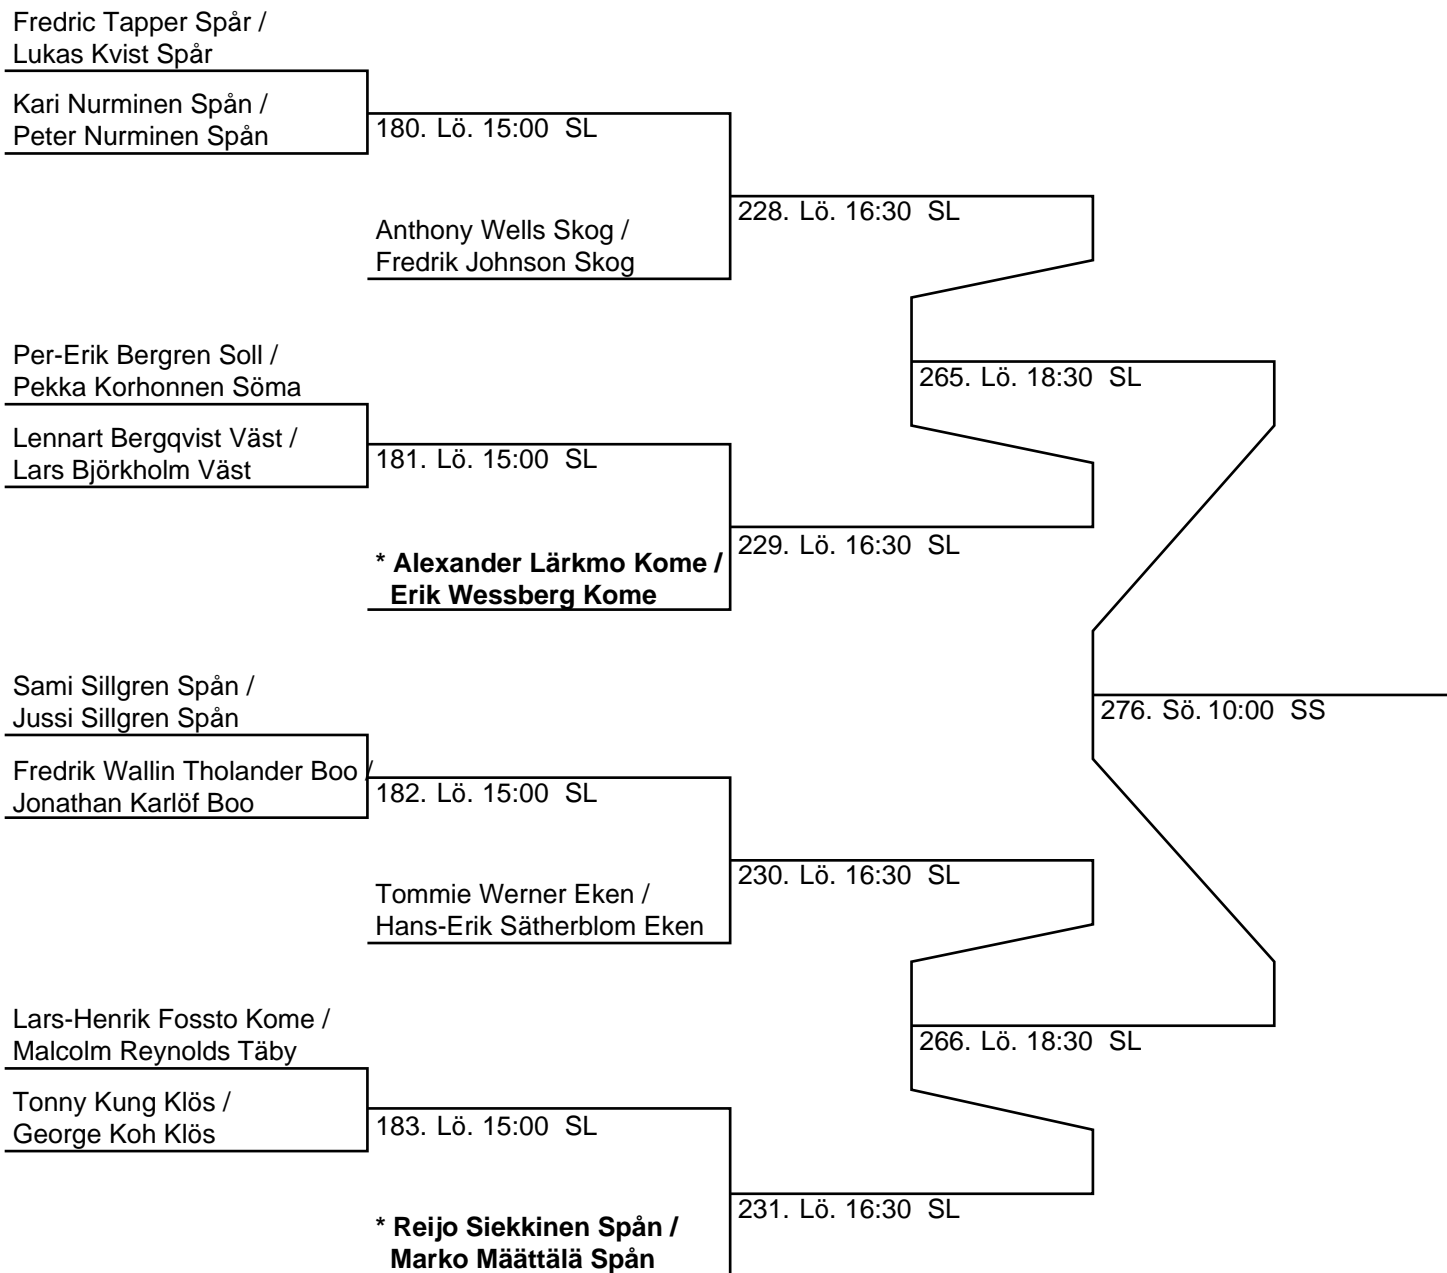 Fredric Tapper Spår /
Lukas Kvist Spår
Kari Nurminen Spån /
Peter Nurminen Spån
180. Lö. 15:00 SL
Anthony Wells Skog /
Fredrik Johnson Skog
228. Lö. 16:30 SL
Per-Erik Bergren Soll /
Pekka Korhonnen Söma
Lennart Bergqvist Väst /
Lars Björkholm Väst
181. Lö. 15:00 SL
* Alexander Lärkmo Kome /
Erik Wessberg Kome
229. Lö. 16:30 SL
265. Lö. 18:30 SL
Sami Sillgren Spån /
Jussi Sillgren Spån
Fredrik Wallin Tholander Boo /
Jonathan Karlöf Boo
182. Lö. 15:00 SL
Tommie Werner Eken /
Hans-Erik Sätherblom Eken
230. Lö. 16:30 SL
Lars-Henrik Fossto Kome /
Malcolm Reynolds Täby
Tonny Kung Klös /
George Koh Klös
183. Lö. 15:00 SL
* Reijo Siekkinen Spån /
Marko Määttälä Spån
231. Lö. 16:30 SL
266. Lö. 18:30 SL
276. Sö. 10:00 SS